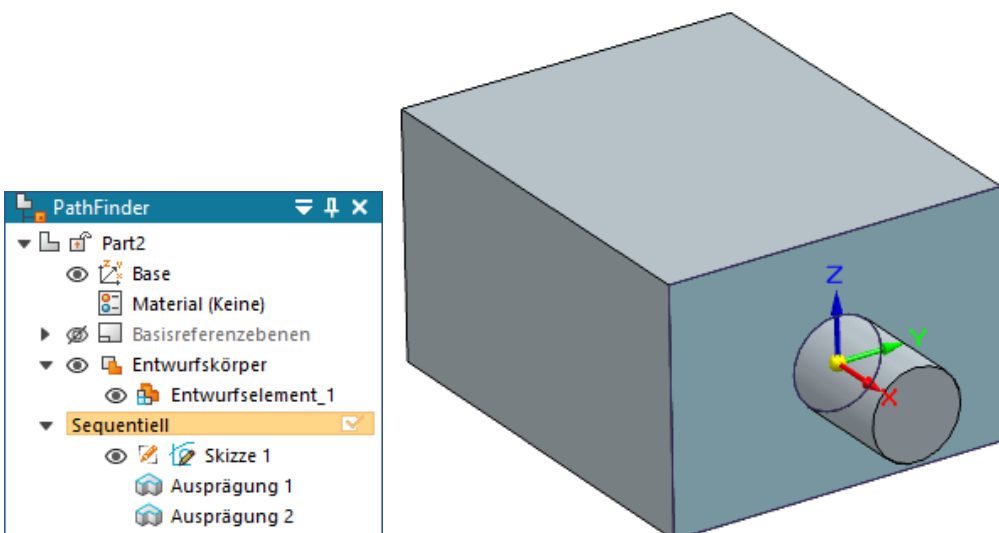 PathFinder
Part2
Base
Material (Keine)
Basisreferenzebenen
Entwurfskörper
Entwurfselement_1
Sequentiell
Skizze 1
Ausprägung 1
Ausprägung 2
Z
Y
X